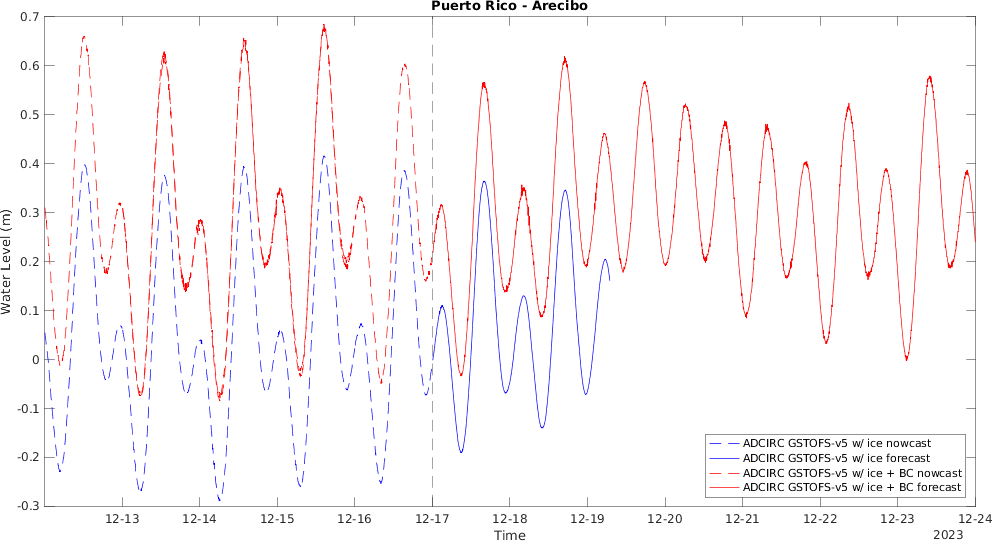 Puerto Rico - Arecibo
0.7
0.6
0.5
0.4
0.3
0.2
0.1
0
-0.1
-0.2
-0.3
Water Level (m)
ADCIRC GSTOFS-v5 w/ ice nowcast
ADCIRC GSTOFS-v5 w/ ice forecast
ADCIRC GSTOFS-v5 w/ ice + BC nowcast
ADCIRC GSTOFS-v5 w/ ice + BC forecast
12-13 12-14 12-15 12-16 12-17 12-18 12-19 12-20 12-21 12-22 12-23 12-24
Time
2023